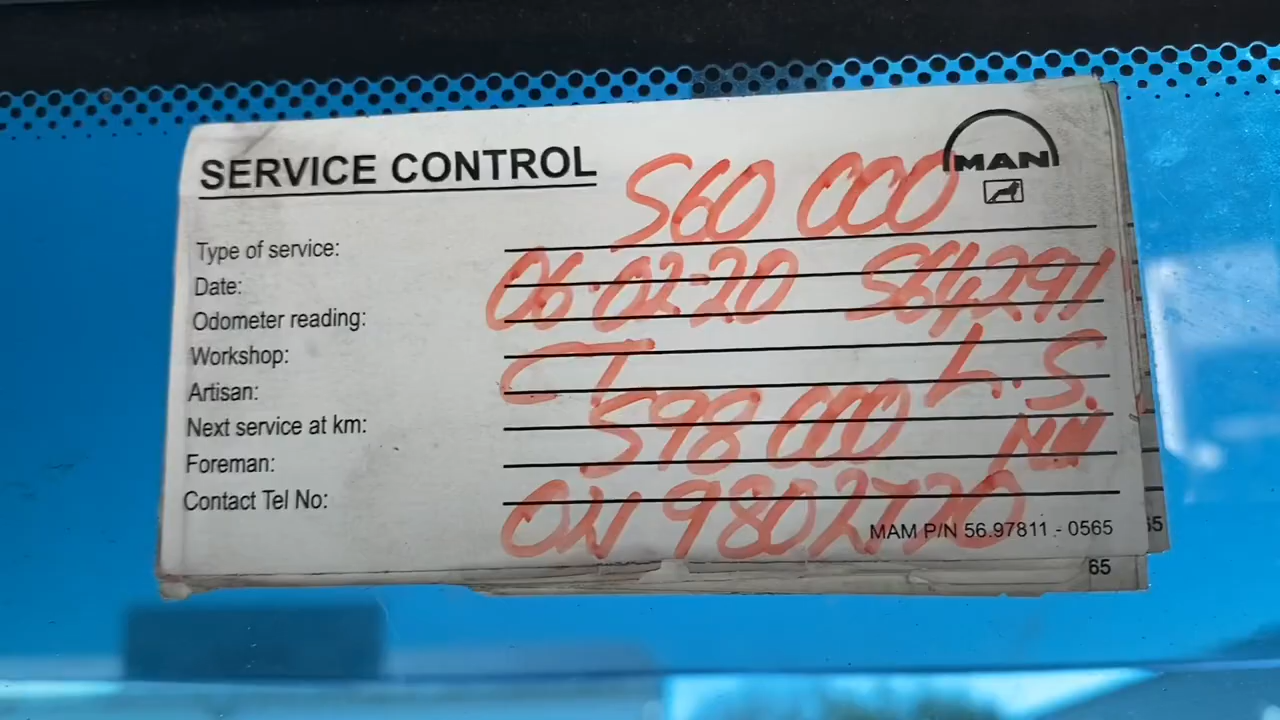 SERVICE CONTROL
MAN
560 000
Type of service:
Date:
06-02-20 564291
Odometer reading:
Workshop:
CT L.S.
Artisan:
Next service at km:
598 000
Foreman:
Contact Tel No:
MAM P/N 56.97811 - 0565
65
65